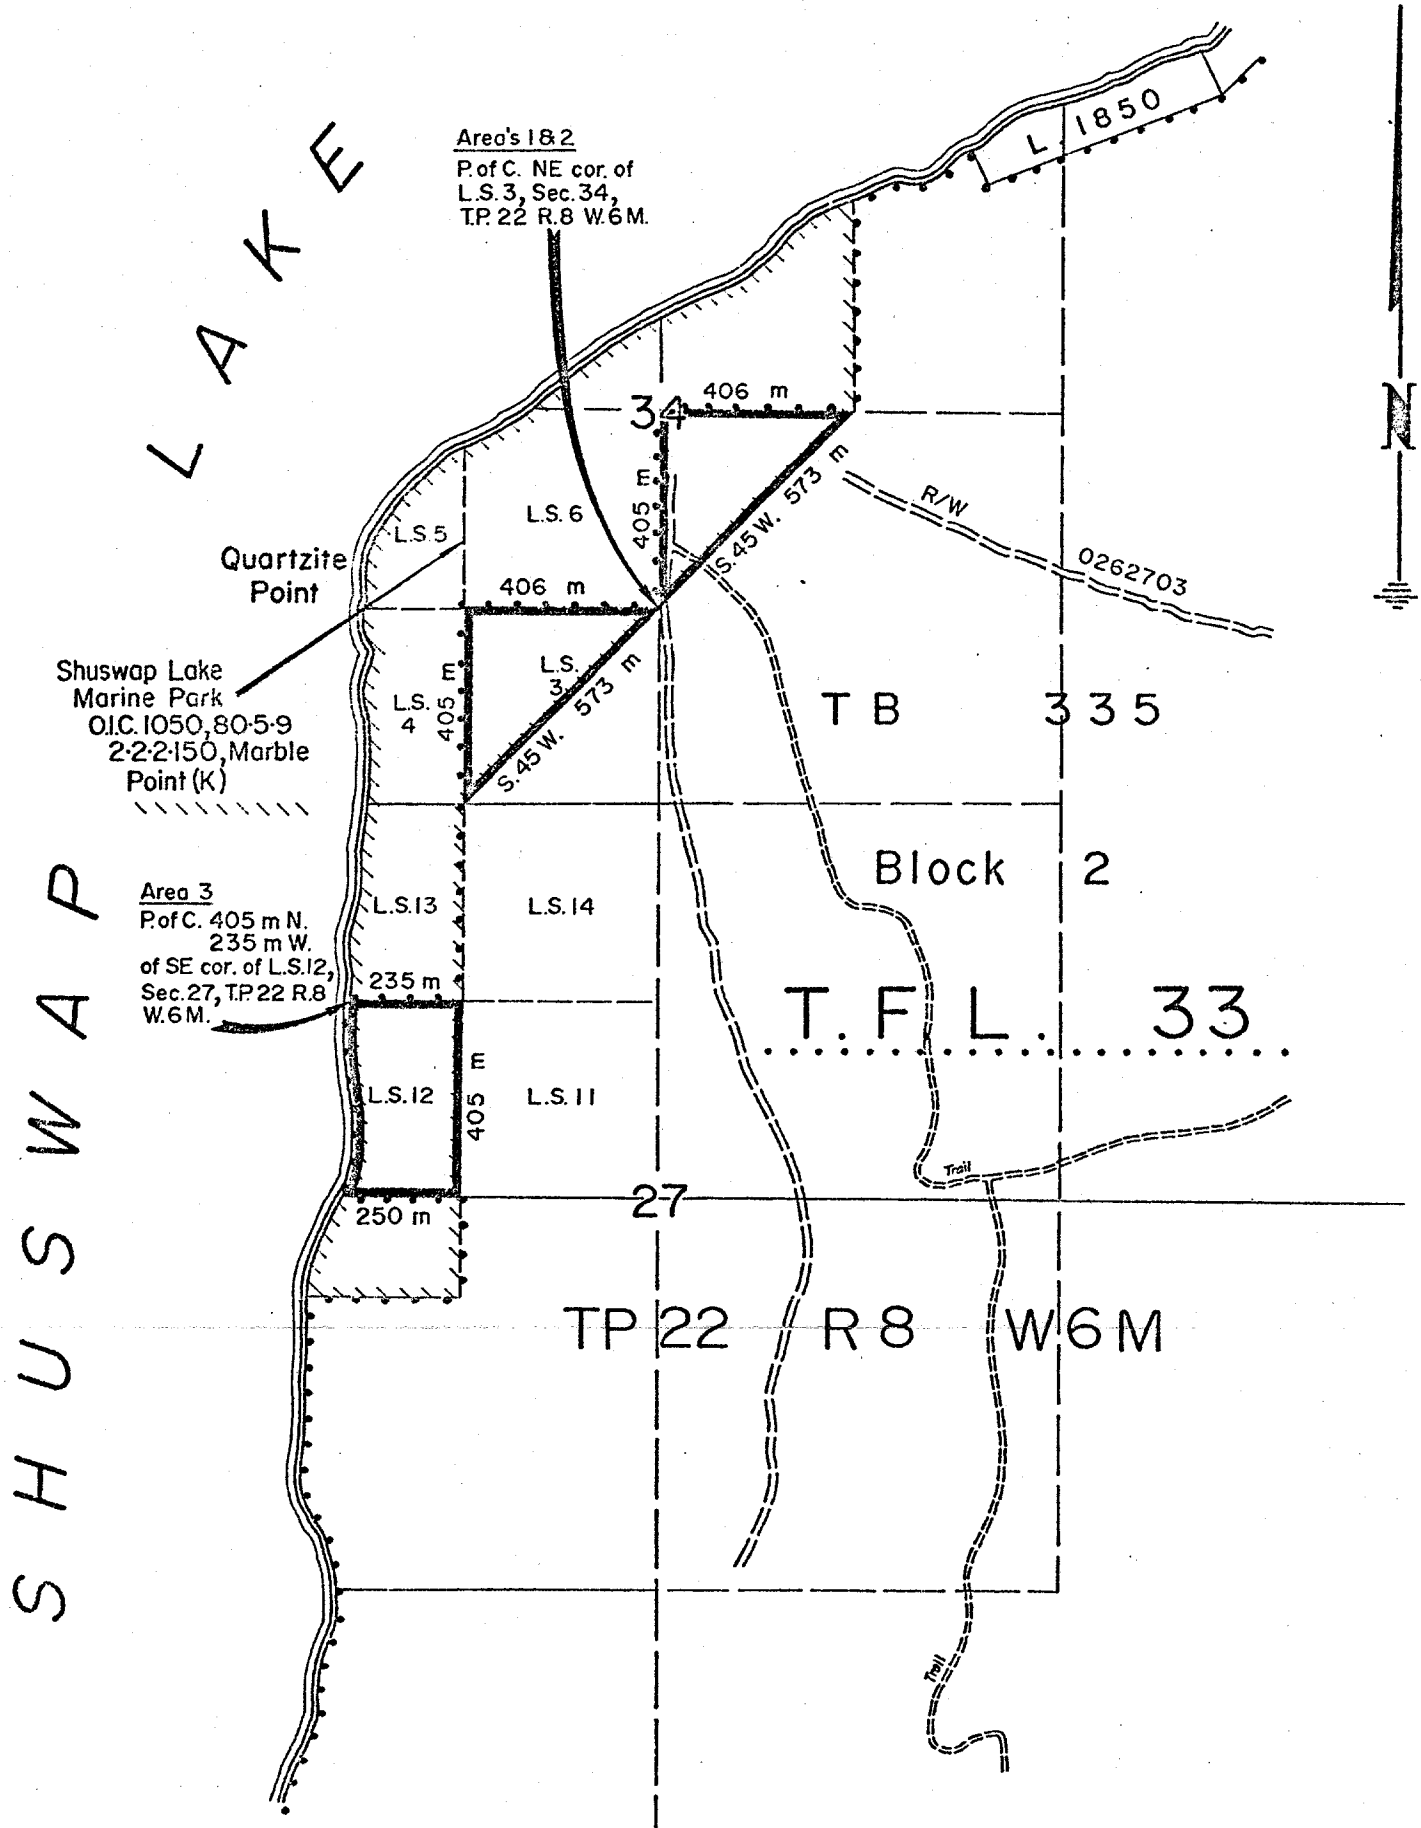 L 1850
LAKE
Area's 1 & 2
P. of C. NE cor. of
L.S. 3, Sec. 34,
T.P. 22 R.8 W.6 M.
N
34
406 m
405 m
S. 45 W. 573 m
R/W
0262703
L.S. 5
L.S. 6
Quartzite
Point
406 m
405 m
L.S.
3
S. 45 W. 573 m
L.S.
4
Shuswap Lake
Marine Park
O.I.C. 1050, 80-5-9
2-2-2-150, Marble
Point (K)
TB 335
Block 2
Area 3
P. of C. 405 m N.
235 m W.
of SE cor. of L.S. 12,
Sec. 27, T.P. 22 R.8
W.6 M.
L.S. 13
L.S. 14
235 m
T. F. L. 33
L.S. 12
405 m
L.S. 11
250 m
27
Trail
TP 22 R 8 W 6 M
SHUSWAP
Trail